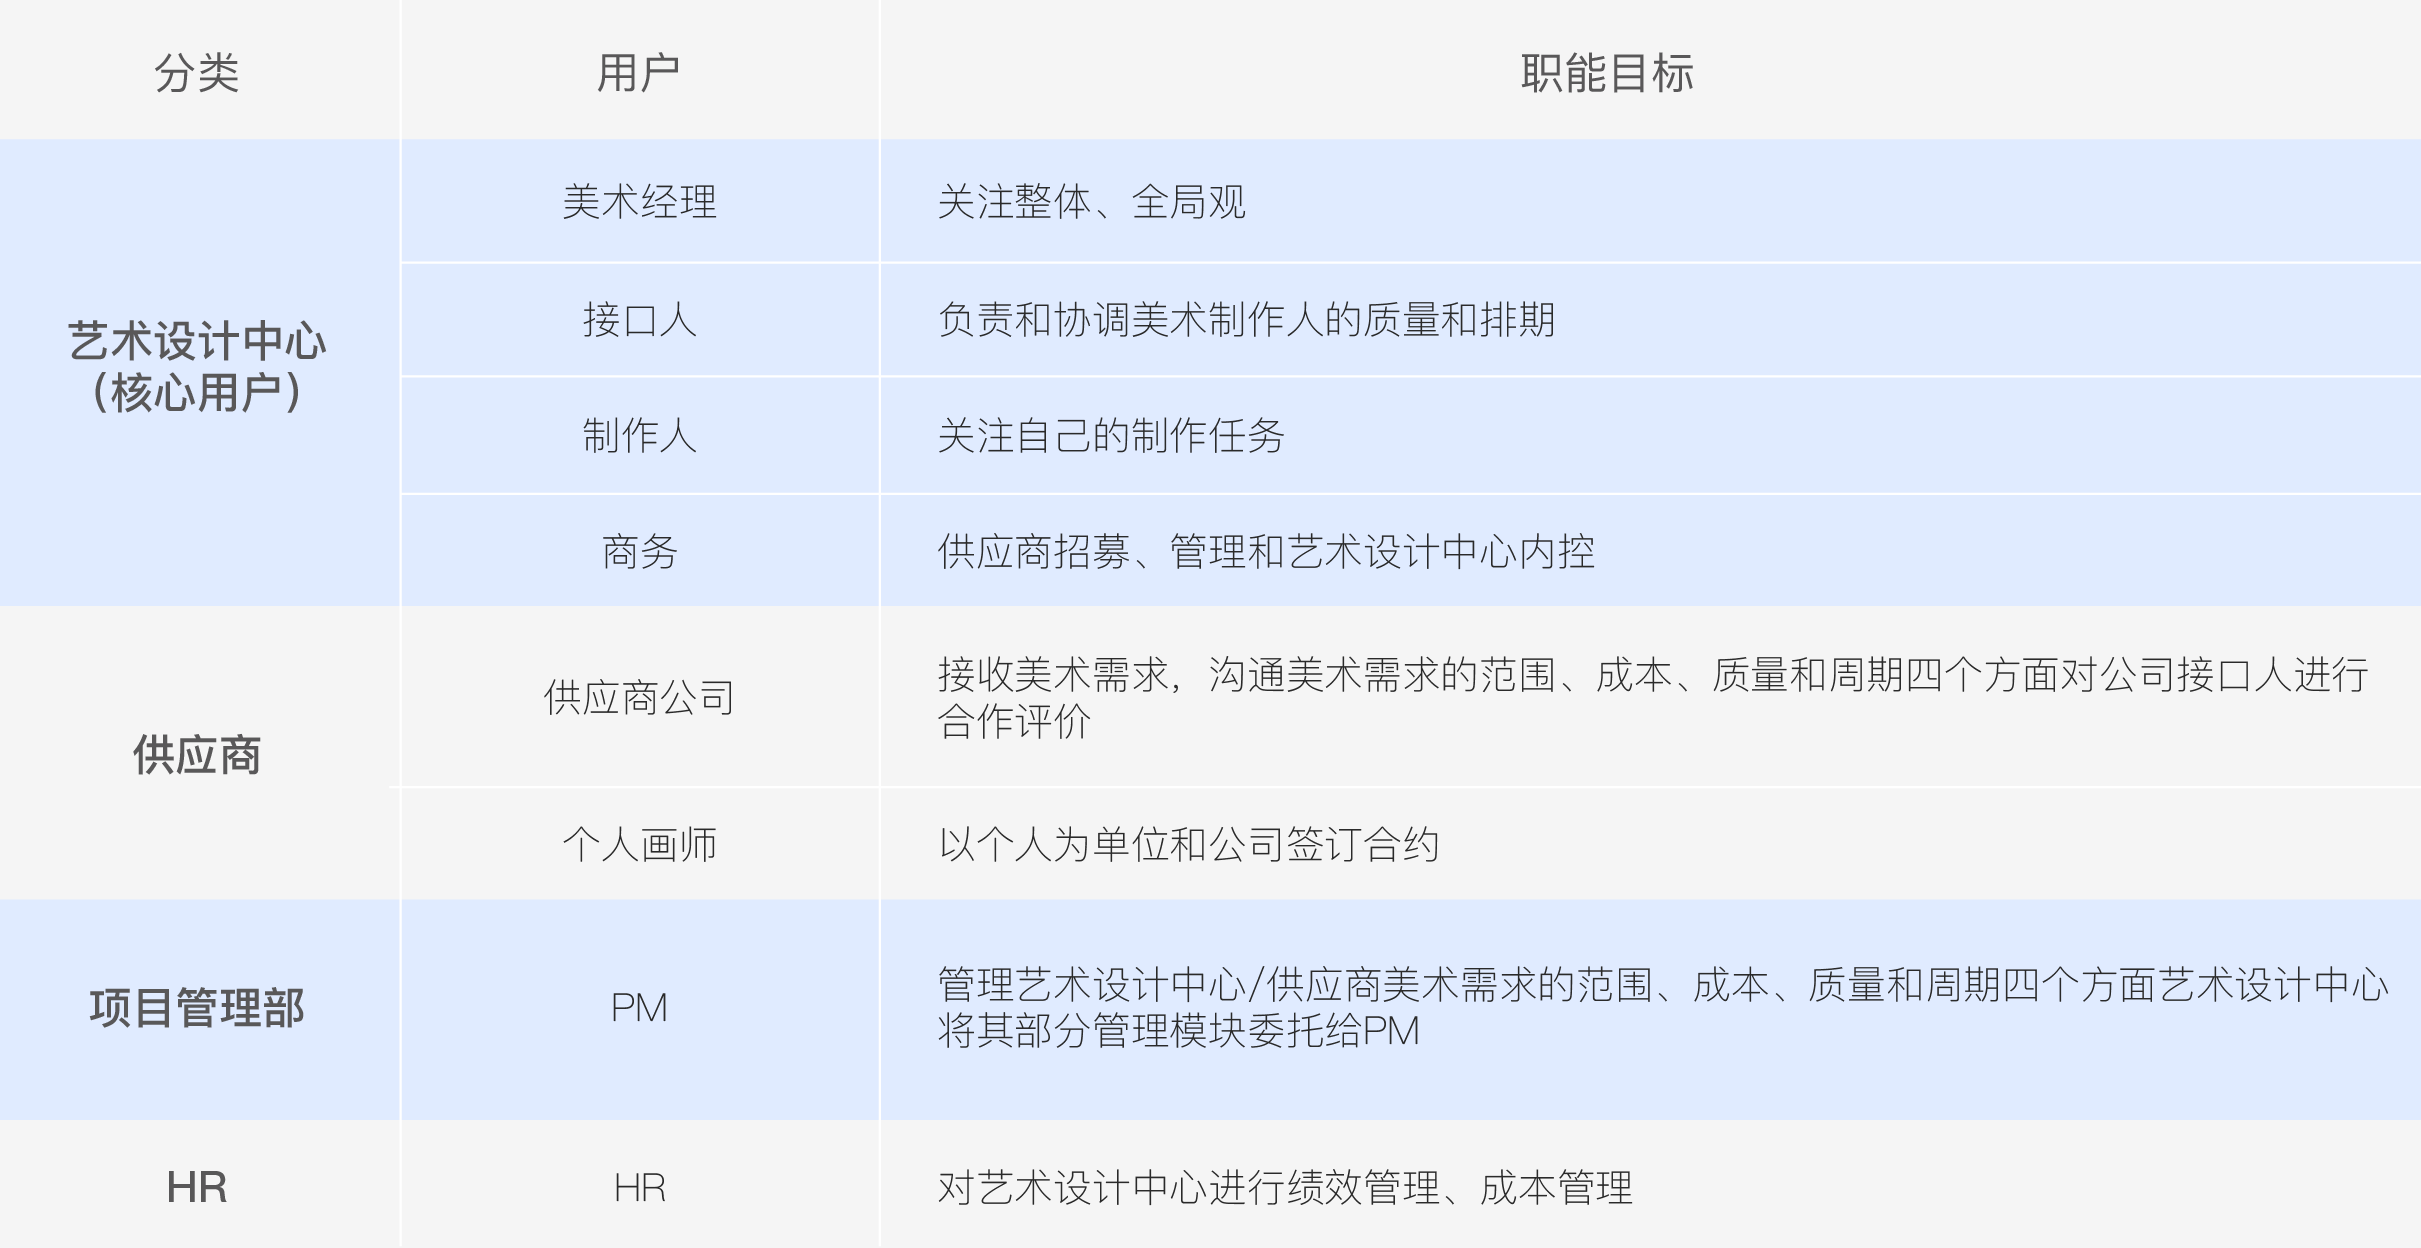 分类
用户
职能目标
艺术设计中心
（核心用户）
美术经理
关注整体、全局观
接口人
负责和协调美术制作人的质量和排期
制作人
关注自己的制作任务
商务
供应商招募、管理和艺术设计中心内控
供应商
供应商公司
接收美术需求，沟通美术需求的范围、成本、质量和周期四个方面对公司接口人进行
合作评价
个人画师
以个人为单位和公司签订合约
项目管理部
PM
管理艺术设计中心/供应商美术需求的范围、成本、质量和周期四个方面艺术设计中心
将其部分管理模块委托给PM
HR
HR
对艺术设计中心进行绩效管理、成本管理